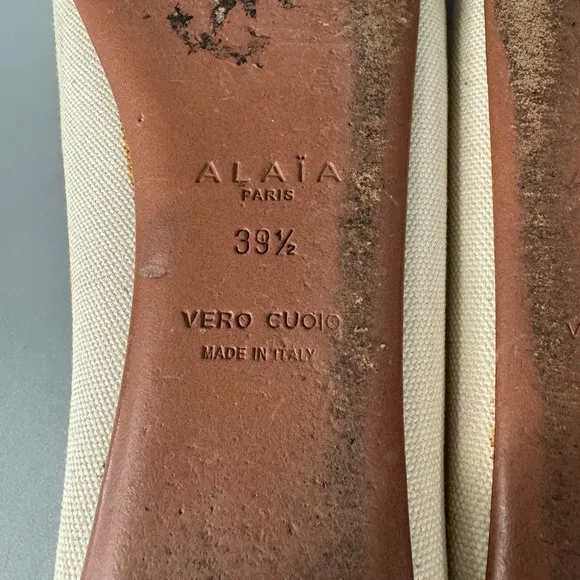 ALAÏA
PARIS
39½
VERO CUOIO
MADE IN ITALY